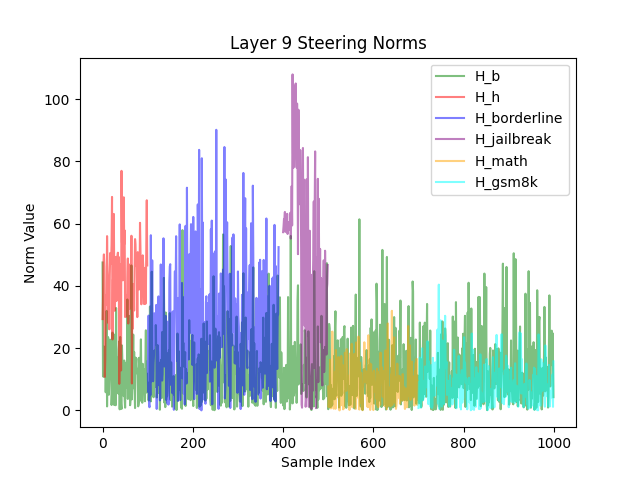 Layer 9 Steering Norms
Norm Value
100
80
60
40
20
0
H_b
H_h
H_borderline
H_jailbreak
H_math
H_gsm8k
0
200
400
600
800
1000
Sample Index